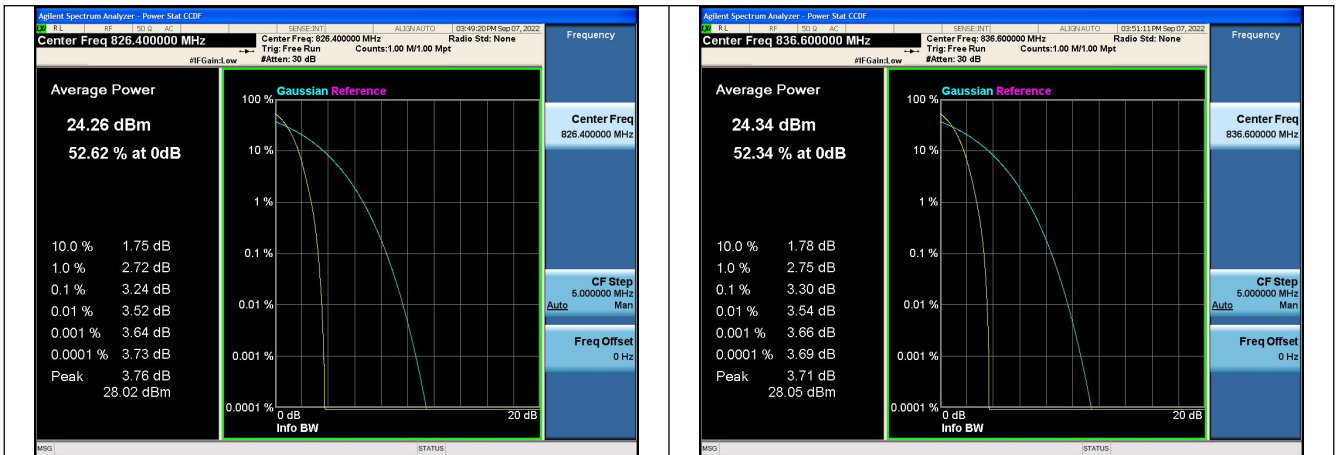 Agilent Spectrum Analyzer - Power Stat CCDF
RL RF 50 Ω AC SENSE:INT ALIGN AUTO 03:49:20 PM Sep 07, 2022
Center Freq 826.400000 MHz
Center Freq: 826.400000 MHz Radio Std: None
Trig: Free Run Counts:1.00 M/1.00 Mpt
#IFGain:Low #Atten: 30 dB
Average Power
24.26 dBm
52.62 % at 0dB
10.0 % 1.75 dB
1.0 % 2.72 dB
0.1 % 3.24 dB
0.01 % 3.52 dB
0.001 % 3.64 dB
0.0001 % 3.73 dB
Peak 3.76 dB
28.02 dBm
Gaussian Reference
100 %
10 %
1 %
0.1 %
0.01 %
0.001 %
0.0001 %
0 dB 20 dB
Info BW
Frequency
Center Freq
826.400000 MHz
CF Step
5.000000 MHz
Auto Man
Freq Offset
0 Hz
MSG STATUS
Agilent Spectrum Analyzer - Power Stat CCDF
RL RF 50 Ω AC SENSE:INT ALIGN AUTO 03:51:11 PM Sep 07, 2022
Center Freq 836.600000 MHz
Center Freq: 836.600000 MHz Radio Std: None
Trig: Free Run Counts:1.00 M/1.00 Mpt
#IFGain:Low #Atten: 30 dB
Average Power
24.34 dBm
52.34 % at 0dB
10.0 % 1.78 dB
1.0 % 2.75 dB
0.1 % 3.30 dB
0.01 % 3.54 dB
0.001 % 3.66 dB
0.0001 % 3.69 dB
Peak 3.71 dB
28.05 dBm
Gaussian Reference
100 %
10 %
1 %
0.1 %
0.01 %
0.001 %
0.0001 %
0 dB 20 dB
Info BW
Frequency
Center Freq
836.600000 MHz
CF Step
5.000000 MHz
Auto Man
Freq Offset
0 Hz
MSG STATUS